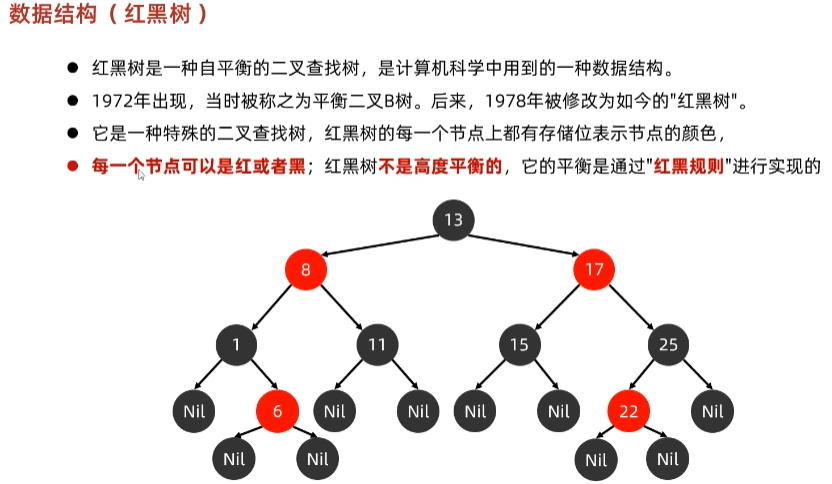 数据结构（红黑树）
● 红黑树是一种自平衡的二叉查找树，是计算机科学中用到的一种数据结构。
● 1972年出现，当时被称之为平衡二叉B树。后来，1978年被修改为如今的"红黑树"。
● 它是一种特殊的二叉查找树，红黑树的每一个节点上都有存储位表示节点的颜色，
● 每一个节点可以是红或者黑；红黑树不是高度平衡的，它的平衡是通过"红黑规则"进行实现的
13
8 17
1 11 15 25
Nil 6 Nil Nil Nil Nil 22 Nil
Nil Nil Nil Nil